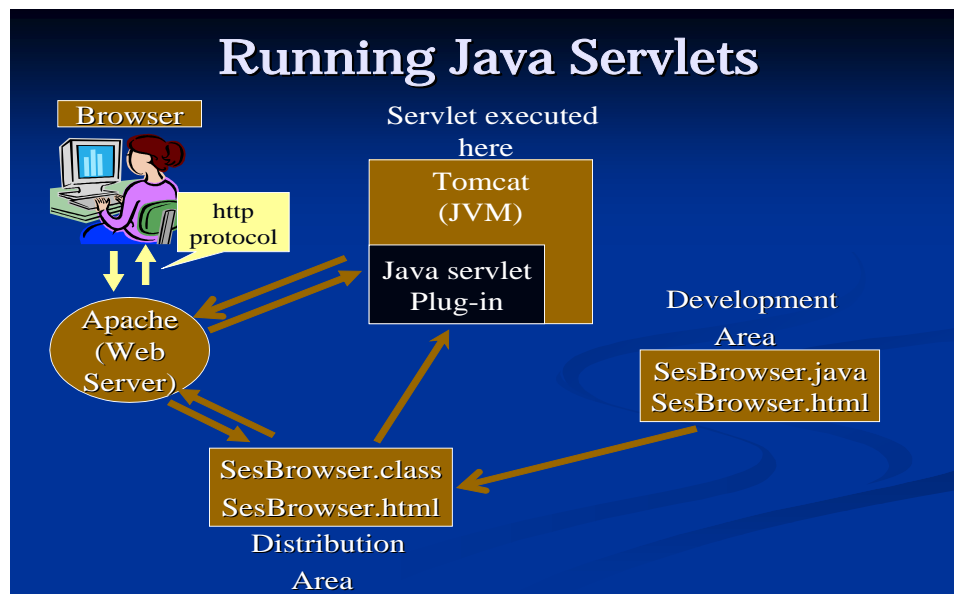 Running Java Servlets
Browser
Servlet executed
here
Tomcat
(JVM)
http
protocol
Java servlet
Plug-in
Apache
(Web
Server)
Development
Area
SesBrowser.java
SesBrowser.html
SesBrowser.class
SesBrowser.html
Distribution
Area